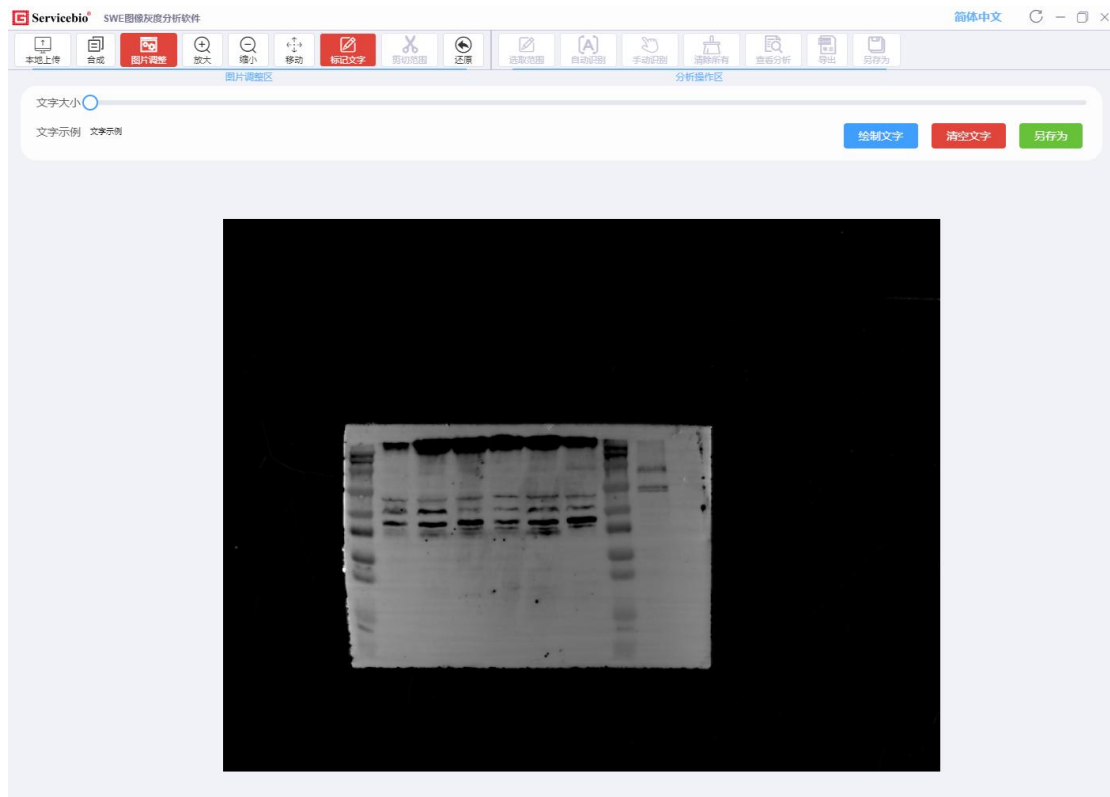 Servicebio® SWE图像灰度分析软件 简体中文
本地上传 合成 图片调整 放大 缩小 移动 标记文字 剪切范围 还原 选取范围 自动识别 手动识别 清除所有 查看分析 导出 另存为
图片调整区 分析操作区
文字大小
文字示例 文字示例 绘制文字 清空文字 另存为